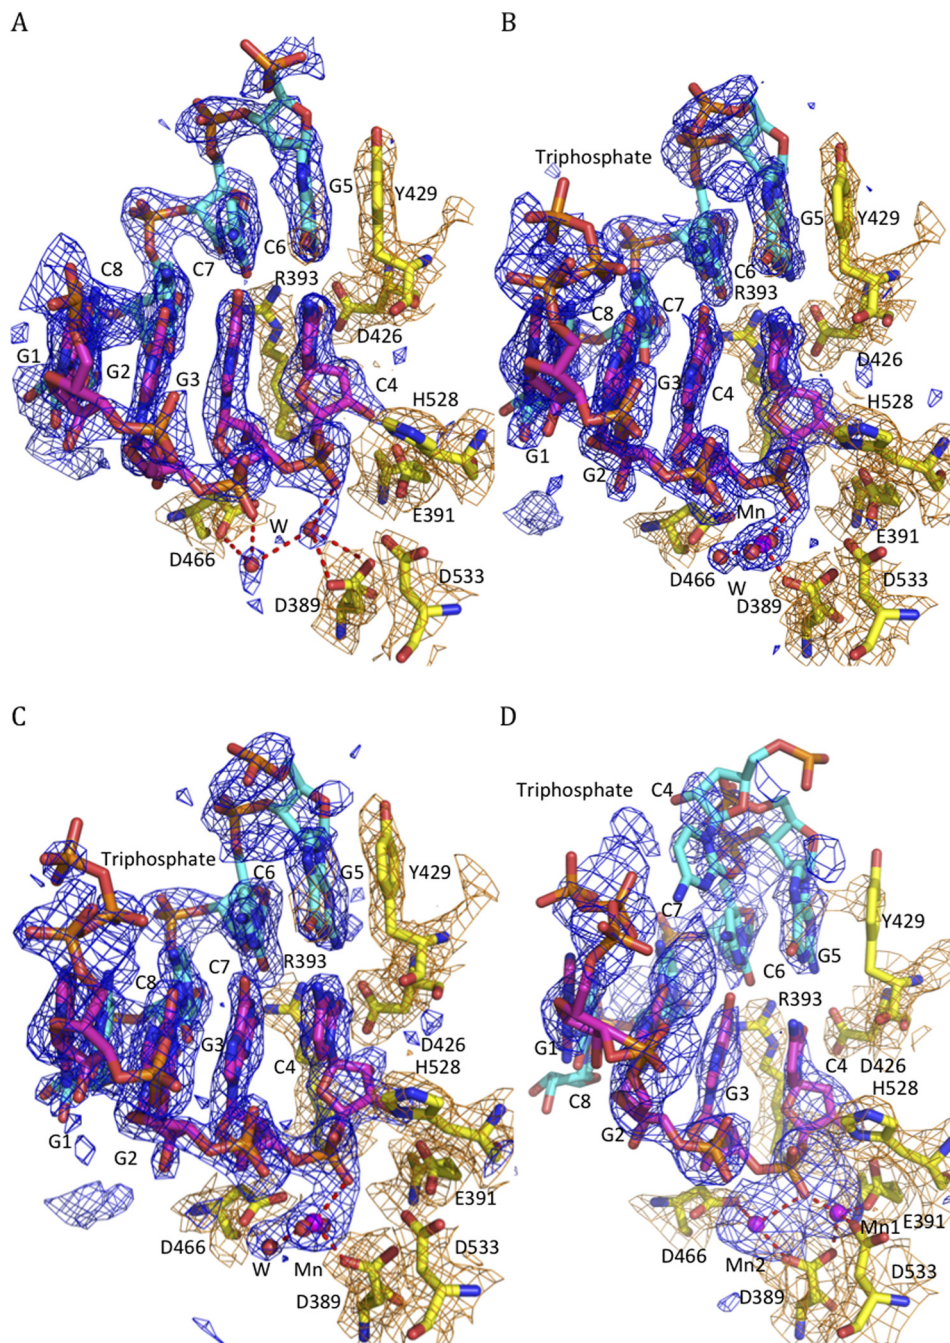 A
G5
Y429
C6
C7
C8
R393
D426
G1
G2
G3
C4
H528
E391
W
D466
D533
D389
B
Triphosphate
G5
Y429
C6
R393
C8
C7
D426
G3
C4
H528
G1
G2
Mn
E391
D466
D533
W
D389
C
Triphosphate
C6
G5
Y429
C7
R393
C8
G3
D426
C4
H528
G1
G2
E391
D466
D533
W
Mn
D389
D
C4
Triphosphate
C7
Y429
G5
C6
R393
G1
C4
D426
G3
H528
C8
G2
E391
Mn1
D466
Mn2
D533
D389